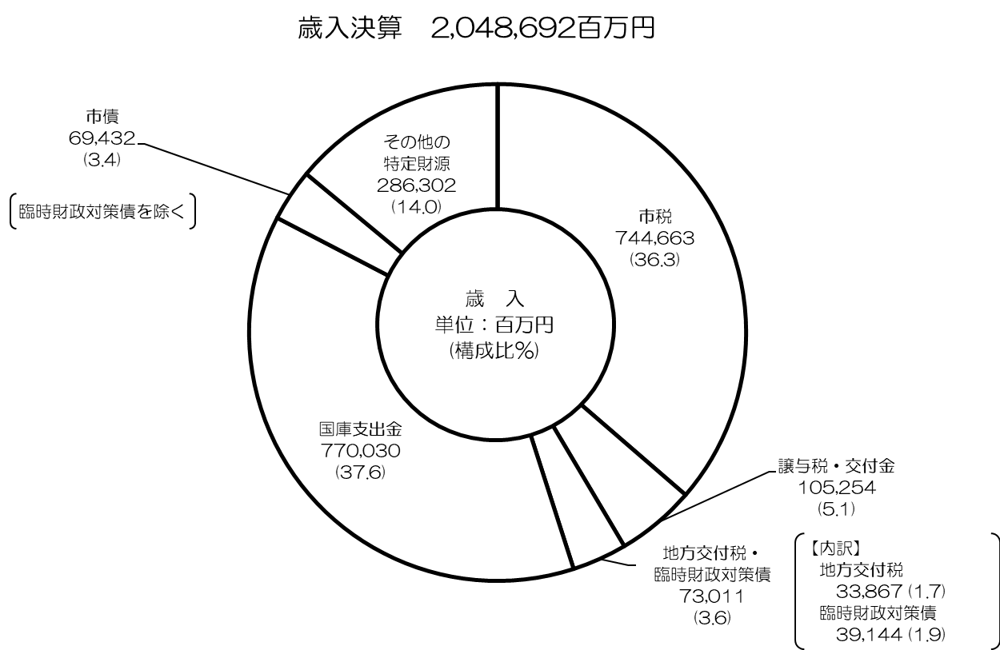 歳入決算　2,048,692百万円
市債
69,432
(3.4)
臨時財政対策債を除く
その他の
特定財源
286,302
(14.0)
市税
744,663
(36.3)
歳　入
単位：百万円
(構成比%)
国庫支出金
770,030
(37.6)
譲与税・交付金
105,254
(5.1)
地方交付税・
臨時財政対策債
73,011
(3.6)
【内訳】
地方交付税
33,867 (1.7)
臨時財政対策債
39,144 (1.9)